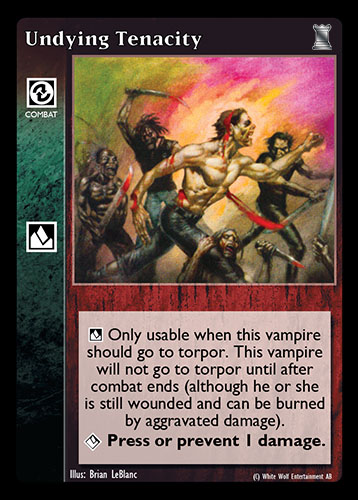 Undying Tenacity
COMBAT
Only usable when this vampire
should go to torpor. This vampire
will not go to torpor until after
combat ends (although he or she
is still wounded and can be burned
by aggravated damage).
Press or prevent 1 damage.
Illus: Brian LeBlanc
(C) White Wolf Entertainment AB